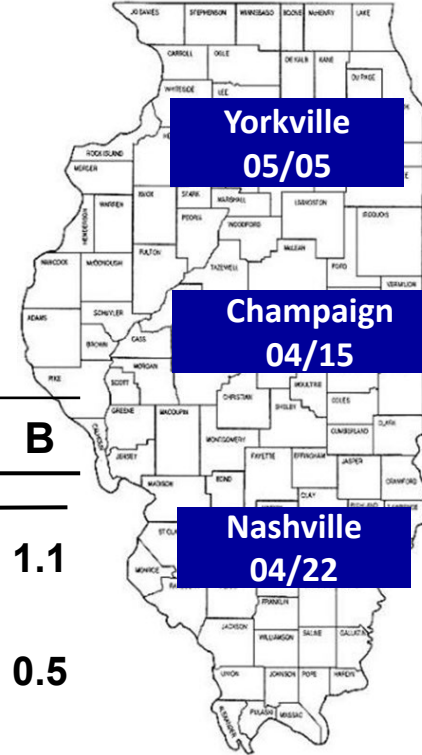 JO DAVIES STEPHENSON WINNEBAGO BOONE McHENRY LAKE
CARROLL OGLE
DE KALB KANE
DU PAGE
WHITESIDE LEE
Yorkville
05/05
ROCK ISLAND
MERCER
KNOX STARK MARSHALL LIVINGSTON
WARREN
HENDERSON PEORIA WOODFORD IROQUOIS
McLEAN
FULTON
HANCOCK McDONOUGH TAZEWELL FORD
VERMILION
Champaign
04/15
SCHUYLER
ADAMS
CASS
BROWN
MORGAN
MOULTRIE
PIKE SCOTT CHRISTIAN COLES
SHELBY
GREENE MACOUPIN CLARK
B
CALHOUN MONTGOMERY CUMBERLAND
JERSEY FAYETTE EFFINGHAM JASPER
MADISON BOND CRAWFORD
CLAY
Nashville
04/22
ST CL
1.1
MONROE
FRANKLIN
JACKSON WILLIAMSON SALINE GALLATIN
0.5
UNION JOHNSON POPE HARDIN
ALEXANDER PULASKI MASSAC